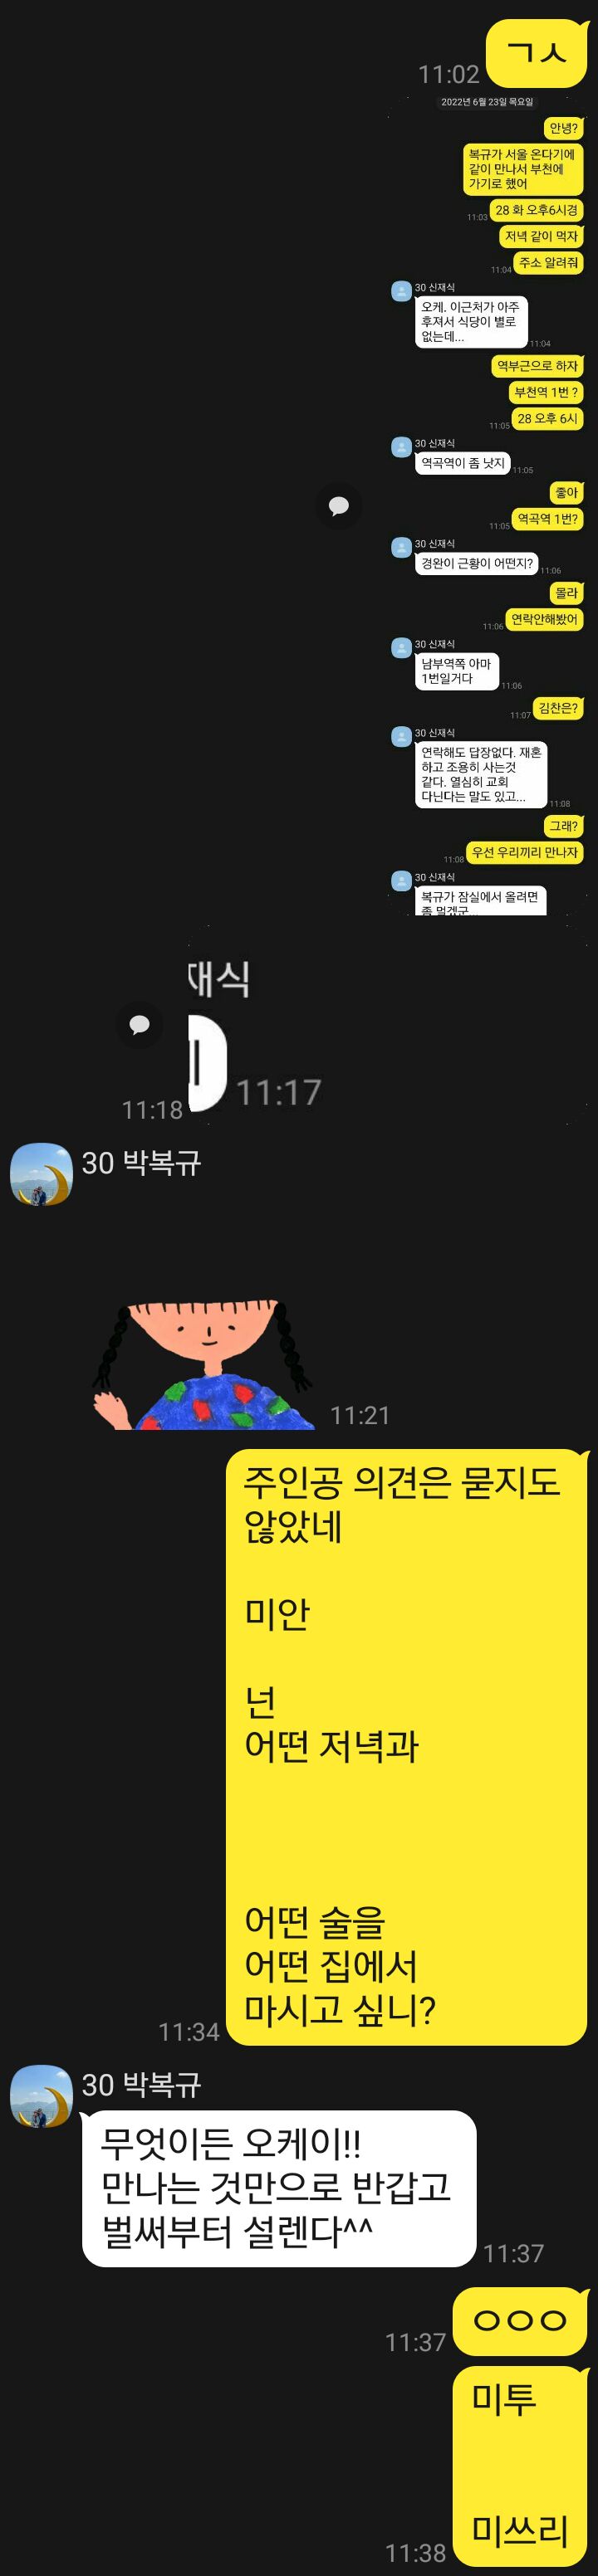 ㄱㅅ
11:02
2022년 6월 23일 목요일
안녕?
복규가 서울 온다기에
같이 만나서 부천에
가기로 했어
28 화 오후6시경
11:03
저녁 같이 먹자
주소 알려줘
11:04
30 신재식
오케. 이근처가 아주
후져서 식당이 별로
없는데...
11:04
역부근으로 하자
부천역 1번 ?
28 오후 6시
11:05
30 신재식
역곡역이 좀 낫지
11:05
좋아
역곡역 1번?
11:05
30 신재식
경완이 근황이 어떤지?
11:06
몰라
연락안해봤어
11:06
30 신재식
남부역쪽 아마
1번일거다
11:06
김찬은?
11:07
30 신재식
연락해도 답장없다. 재혼
하고 조용히 사는것
같다. 열심히 교회
다닌다는 말도 있고...
11:08
그래?
우선 우리끼리 만나자
11:08
30 신재식
복규가 잠실에서 올려면
좀 멀겠군...
재식
11:17
11:18
30 박복규
11:21
주인공 의견은 묻지도
않았네
미안
넌
어떤 저녁과
어떤 술을
어떤 집에서
마시고 싶니?
11:34
30 박복규
무엇이든 오케이!!
만나는 것만으로 반갑고
벌써부터 설렌다^^
11:37
ㅇㅇㅇ
11:37
미투
미쓰리
11:38